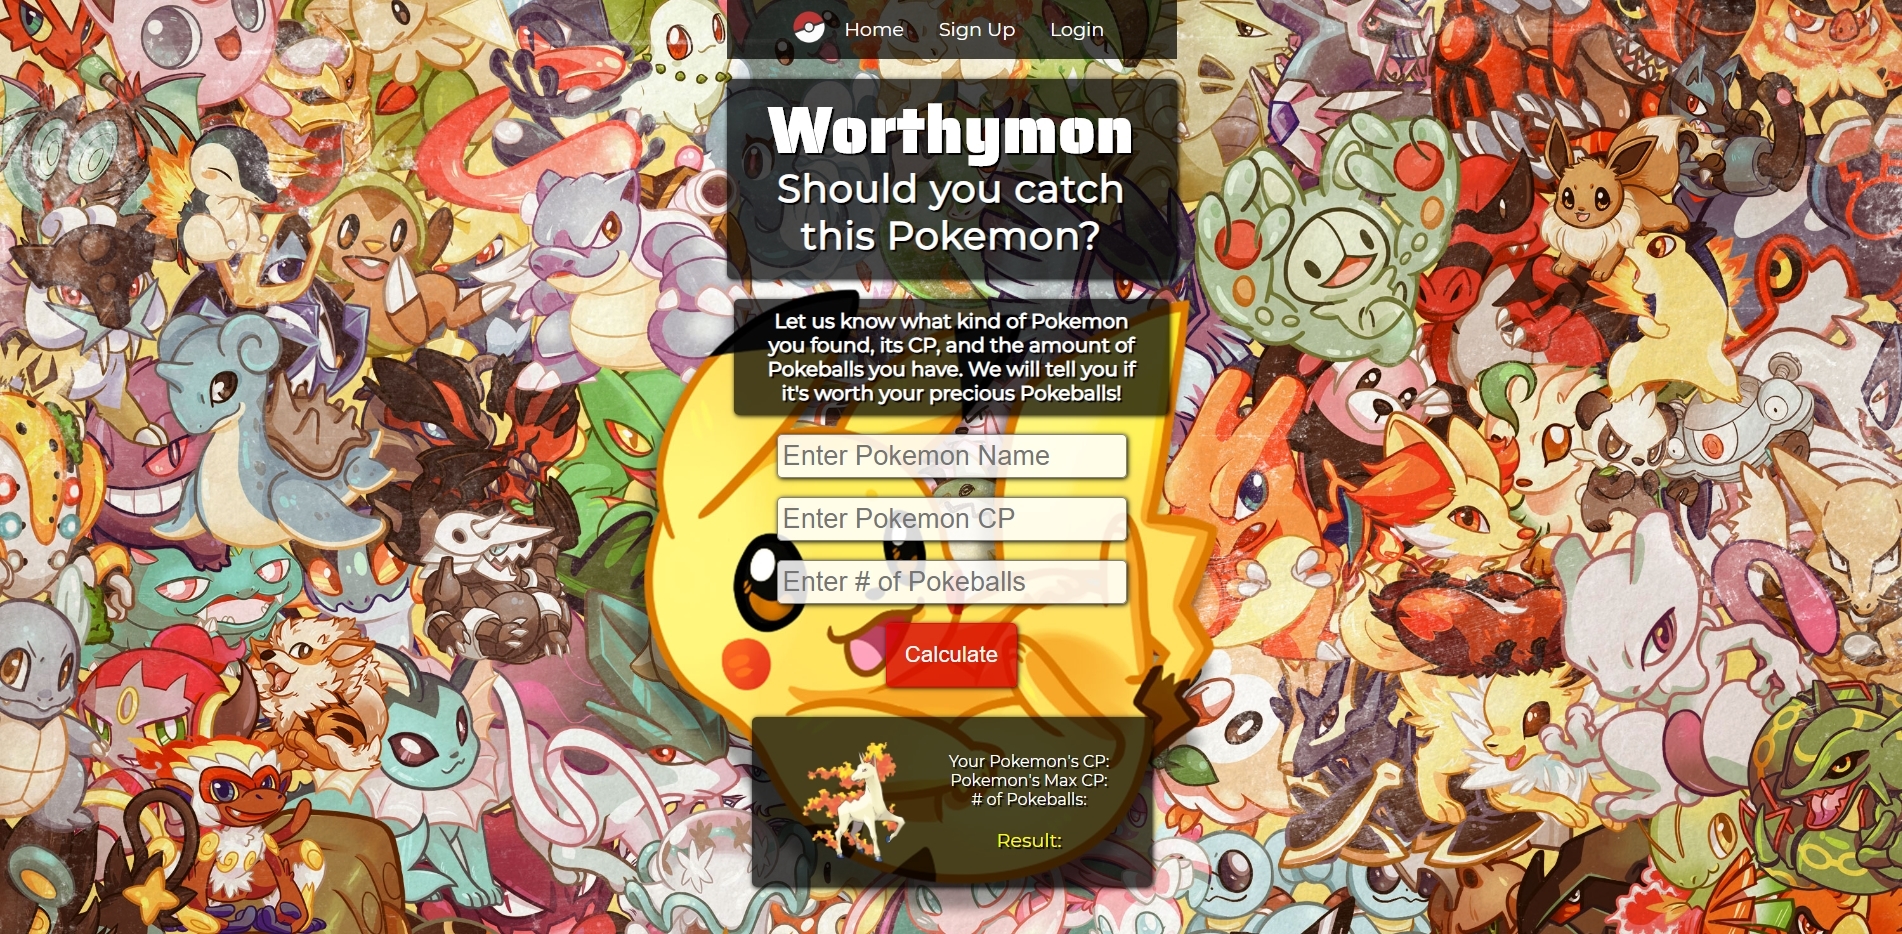 Home Sign Up Login
Worthymon
Should you catch
this Pokemon?
Let us know what kind of Pokemon
you found, its CP, and the amount of
Pokeballs you have. We will tell you if
it's worth your precious Pokeballs!
Enter Pokemon Name
Enter Pokemon CP
Enter # of Pokeballs
Calculate
Your Pokemon's CP:
Pokemon's Max CP:
# of Pokeballs:
Result: